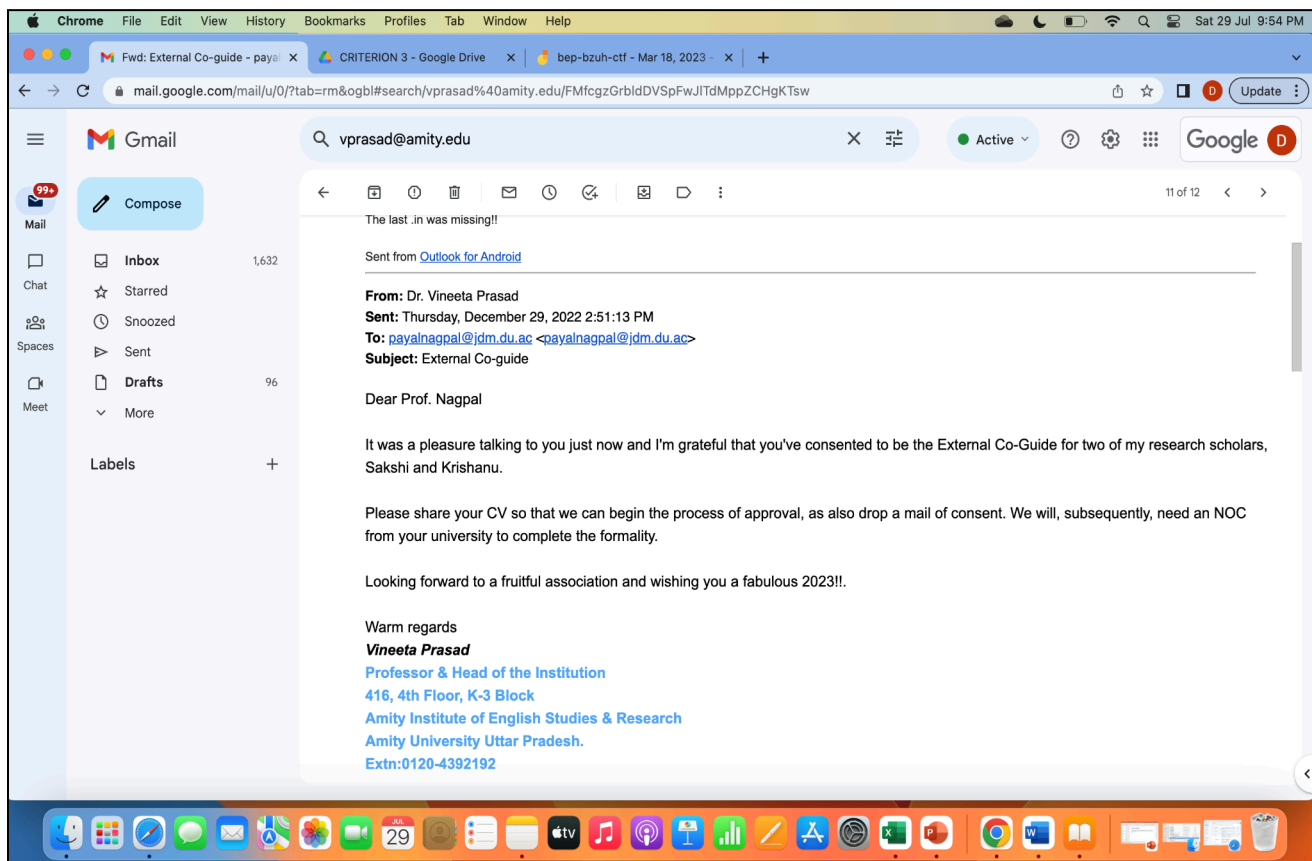 Chrome File Edit View History Bookmarks Profiles Tab Window Help Sat 29 Jul 9:54 PM
Fwd: External Co-guide - payal CRITERION 3 - Google Drive bep-bzuh-ctf - Mar 18, 2023 -
mail.google.com/mail/u/0/?tab=rm&ogbl#search/vprasad%40amity.edu/FMfcgzGrbldDVSpFwJlTdMppZCHgKTsw D Update
Gmail vprasad@amity.edu Active Google D
99+
Mail
Chat
Spaces
Meet
Compose
Inbox 1,632
Starred
Snoozed
Sent
Drafts 96
More
Labels +
11 of 12
The last .in was missing!!
Sent from Outlook for Android
From: Dr. Vineeta Prasad
Sent: Thursday, December 29, 2022 2:51:13 PM
To: payalnagpal@jdm.du.ac <payalnagpal@jdm.du.ac>
Subject: External Co-guide
Dear Prof. Nagpal
It was a pleasure talking to you just now and I'm grateful that you've consented to be the External Co-Guide for two of my research scholars,
Sakshi and Krishanu.
Please share your CV so that we can begin the process of approval, as also drop a mail of consent. We will, subsequently, need an NOC
from your university to complete the formality.
Looking forward to a fruitful association and wishing you a fabulous 2023!!.
Warm regards
Vineeta Prasad
Professor & Head of the Institution
416, 4th Floor, K-3 Block
Amity Institute of English Studies & Research
Amity University Uttar Pradesh.
Extn:0120-4392192
JUL
29
tv